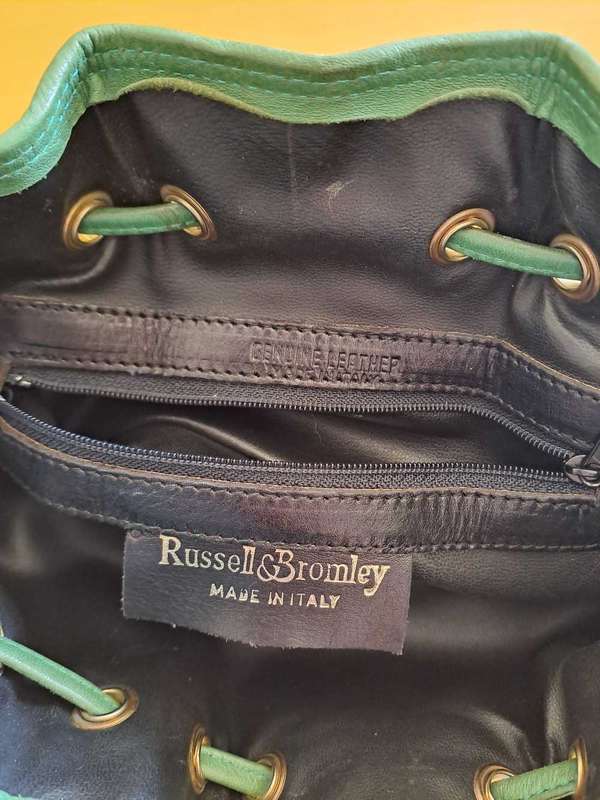 GENUINE LEATHER
Russell&Bromley
MADE IN ITALY